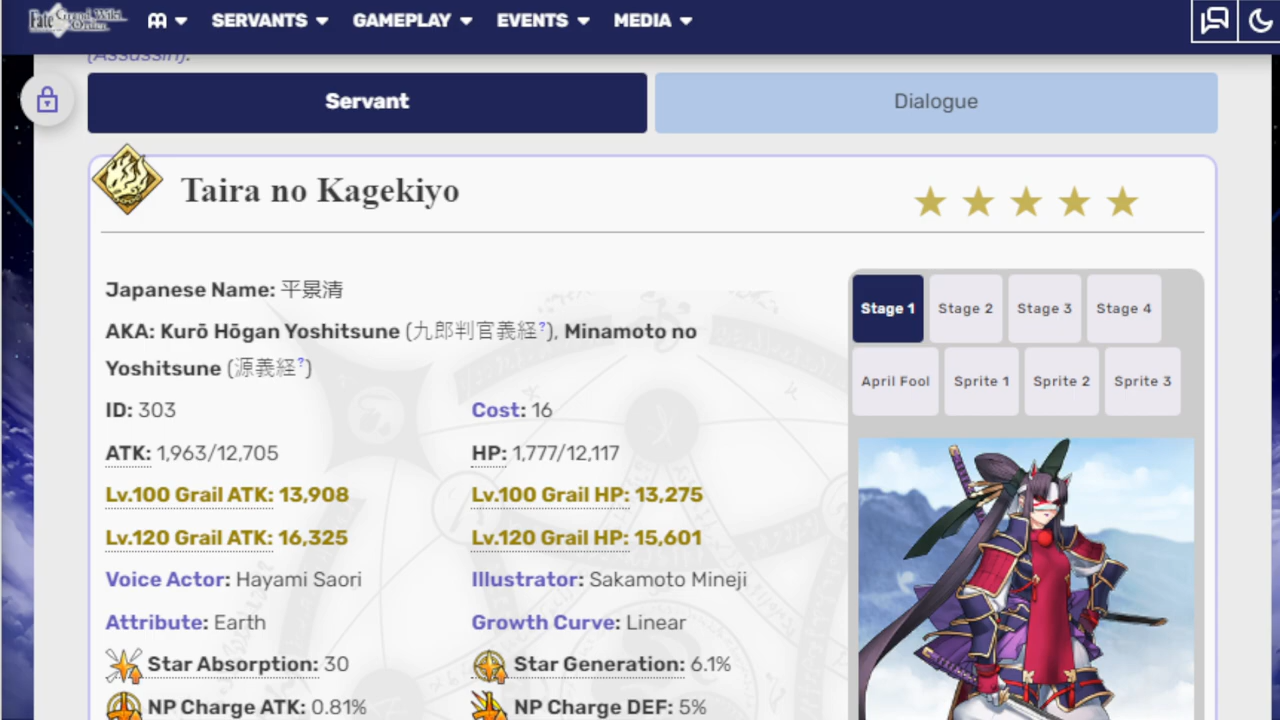 Fate Grand Order Wiki
SERVANTS GAMEPLAY EVENTS MEDIA
(Assassin).
Servant Dialogue
Taira no Kagekiyo
Japanese Name: 平景清
AKA: Kurō Hōgan Yoshitsune (九郎判官義経?), Minamoto no
Yoshitsune (源義経?)
ID: 303 Cost: 16
ATK: 1,963/12,705 HP: 1,777/12,117
Lv.100 Grail ATK: 13,908 Lv.100 Grail HP: 13,275
Lv.120 Grail ATK: 16,325 Lv.120 Grail HP: 15,601
Voice Actor: Hayami Saori Illustrator: Sakamoto Mineji
Attribute: Earth Growth Curve: Linear
Star Absorption: 30 Star Generation: 6.1%
NP Charge ATK: 0.81% NP Charge DEF: 5%
Stage 1 Stage 2 Stage 3 Stage 4
April Fool Sprite 1 Sprite 2 Sprite 3